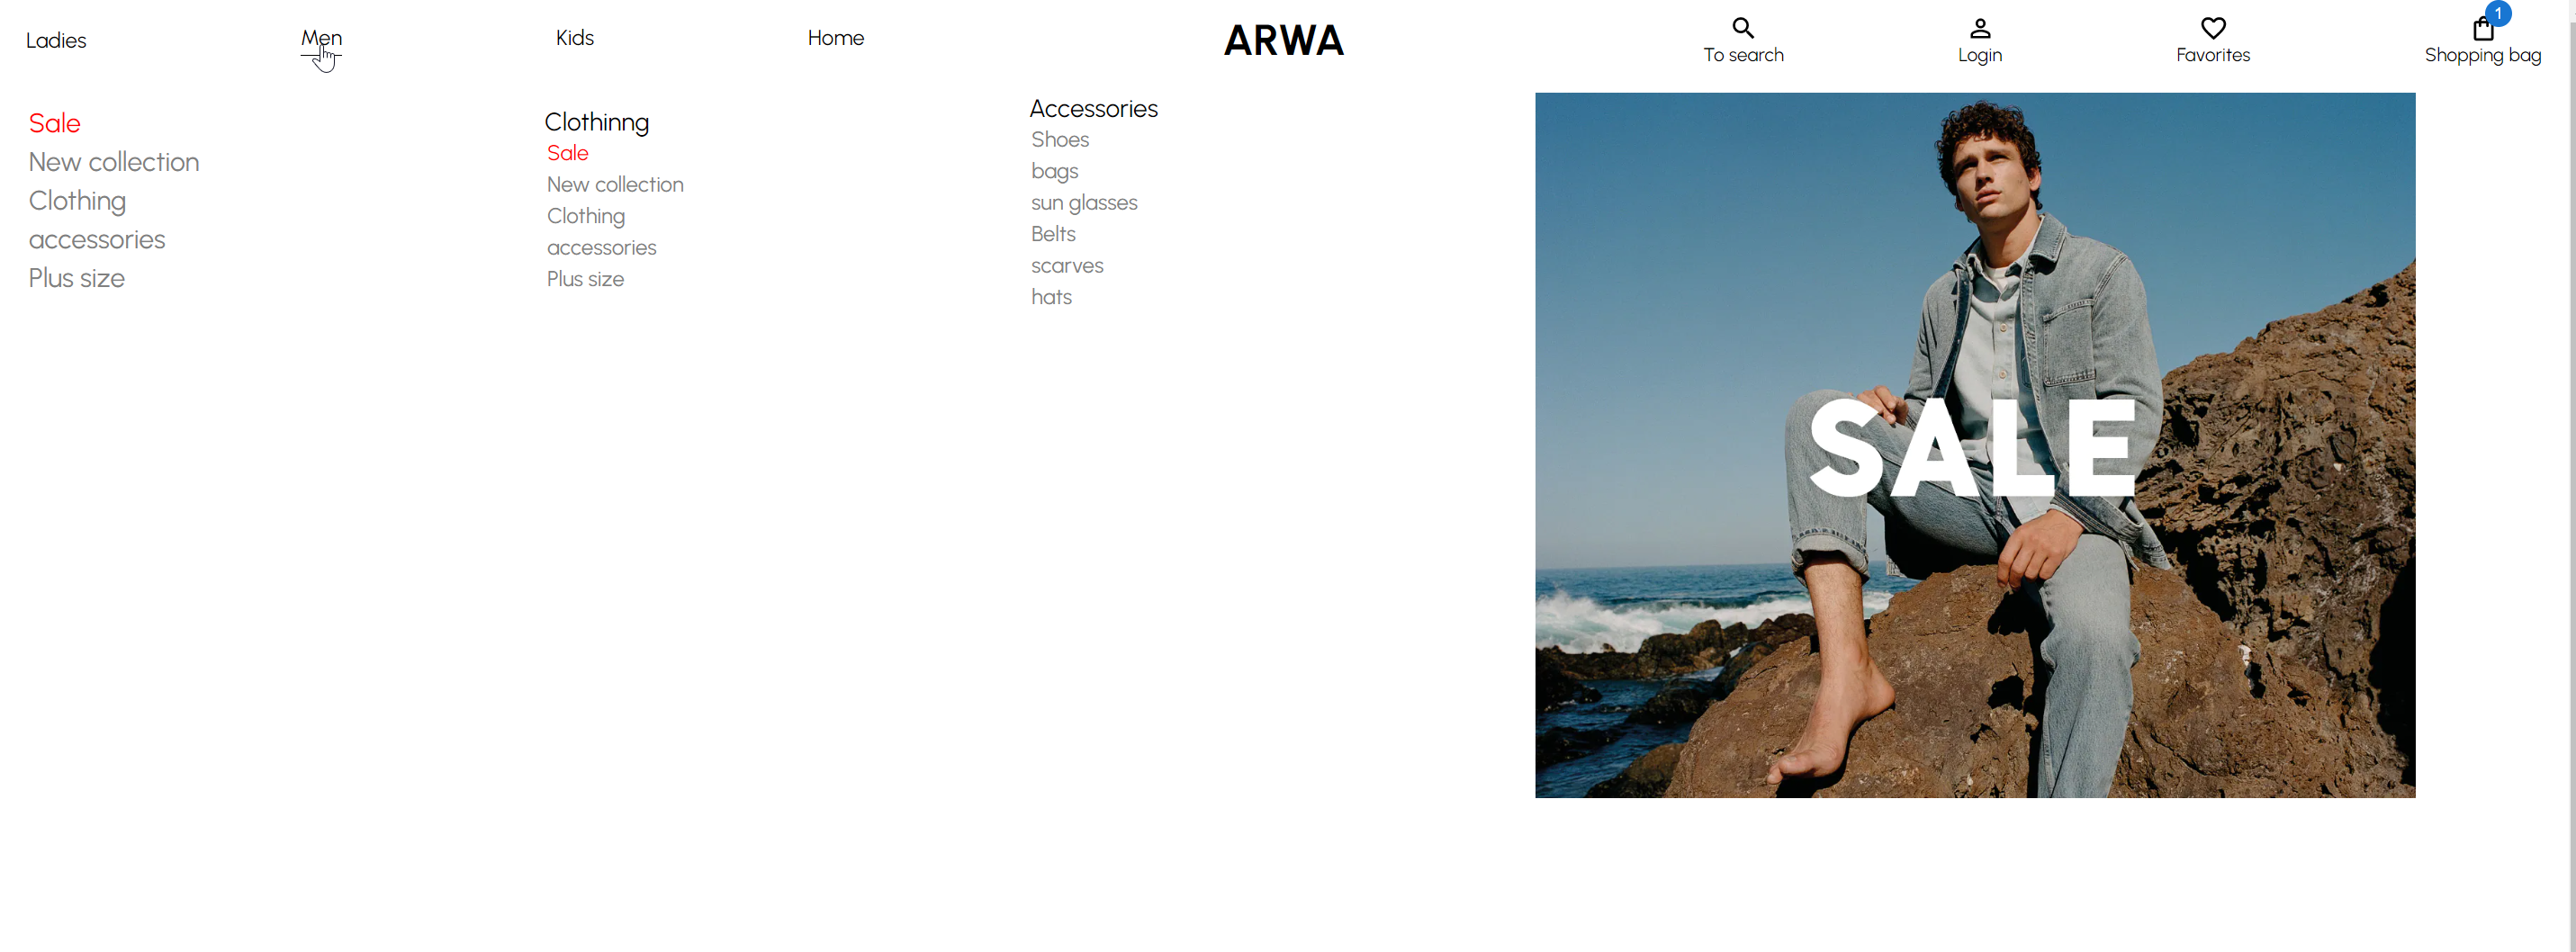 Ladies
Men
Kids
Home
ARWA
To search
Login
Favorites
1
Shopping bag
Sale
New collection
Clothing
accessories
Plus size
Clothinng
Sale
New collection
Clothing
accessories
Plus size
Accessories
Shoes
bags
sun glasses
Belts
scarves
hats
SALE